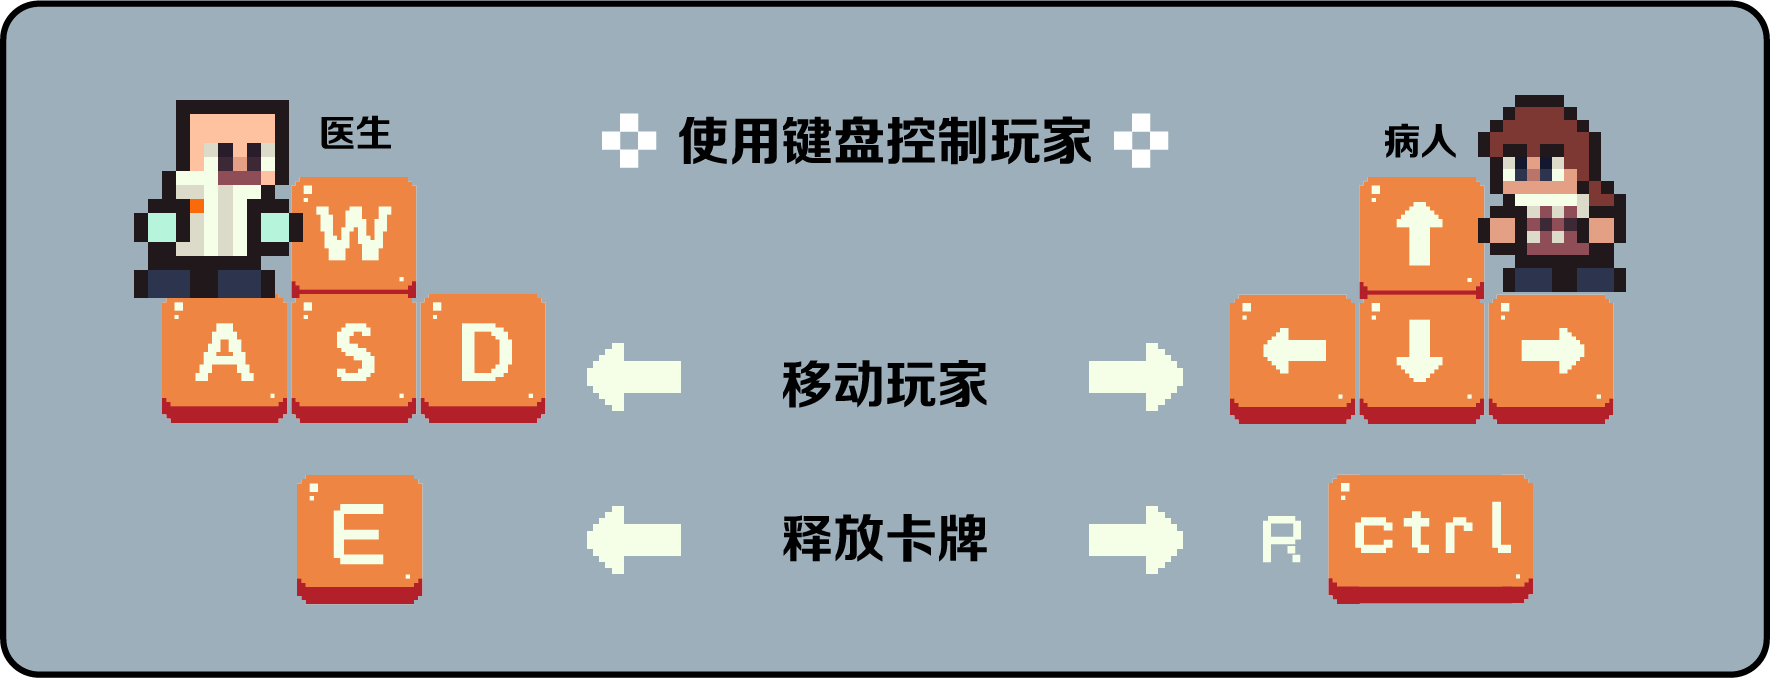 医生
使用键盘控制玩家
病人
W
↑
A S D
移动玩家
← ↓ →
E
释放卡牌
R ctrl